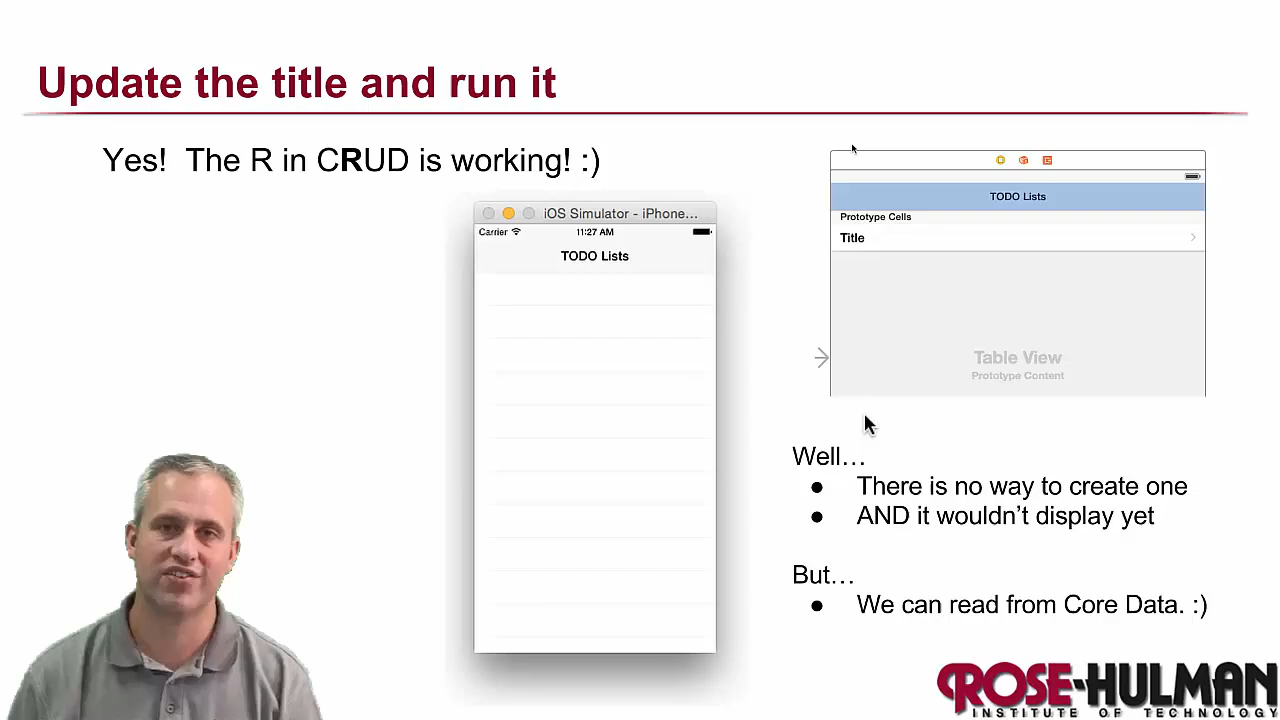 Update the title and run it
Yes!  The R in CRUD is working! :)
iOS Simulator - iPhone...
Carrier
11:27 AM
TODO Lists
TODO Lists
Prototype Cells
Title
Table View
Prototype Content
Well…
● There is no way to create one
● AND it wouldn’t display yet
But…
● We can read from Core Data. :)
ROSE-HULMAN
INSTITUTE OF TECHNOLOGY